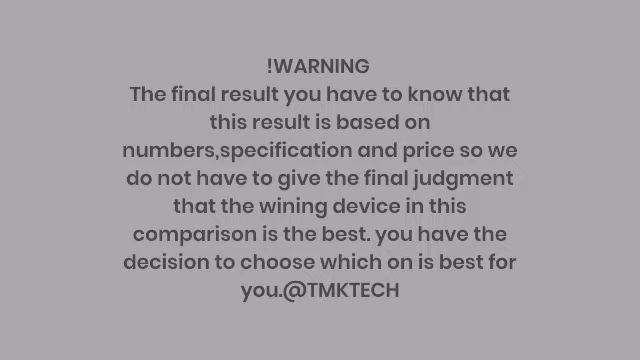 !WARNING
The final result you have to know that
this result is based on
numbers,specification and price so we
do not have to give the final judgment
that the wining device in this
comparison is the best. you have the
decision to choose which on is best for
you.@TMKTECH